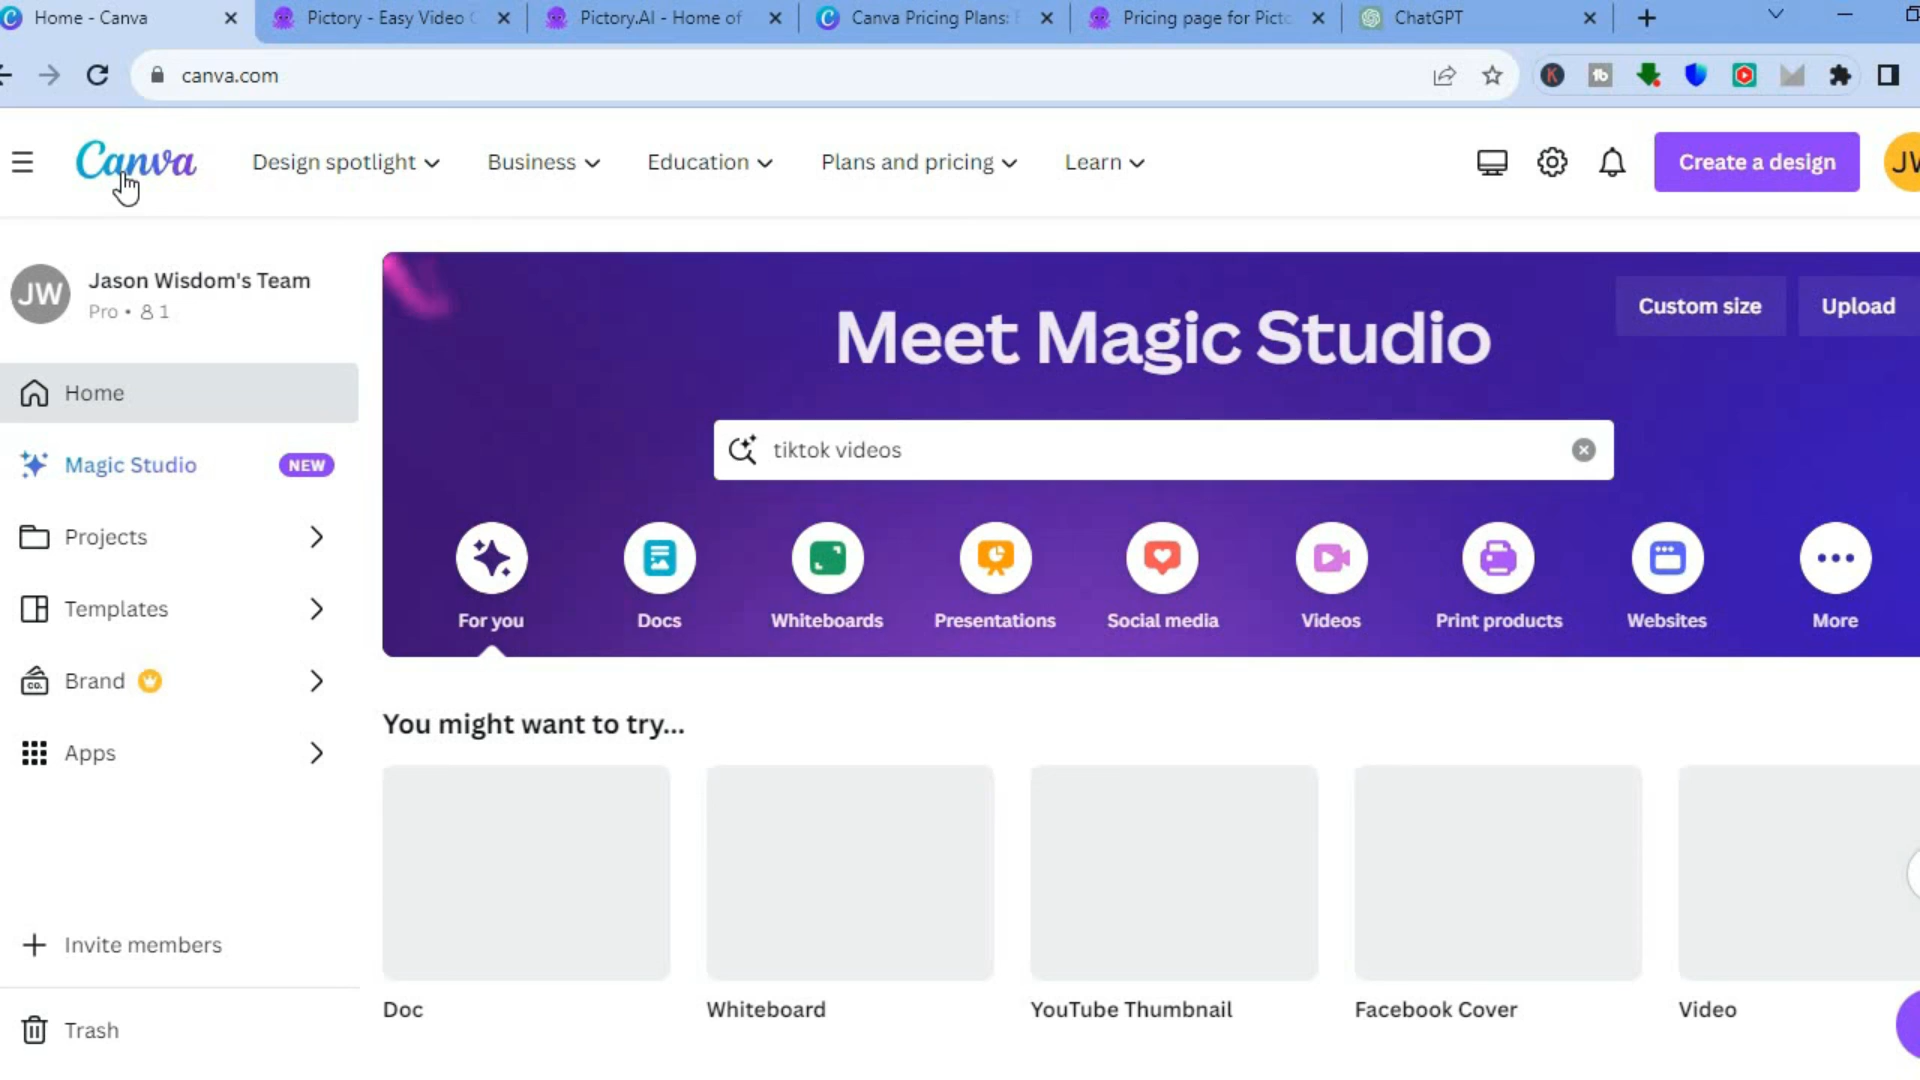 Home - Canva
Pictory - Easy Video
Pictory.AI - Home of
Canva Pricing Plans:
Pricing page for Picto
ChatGPT
canva.com
Canva
Design spotlight
Business
Education
Plans and pricing
Learn
Create a design
JW
JW
Jason Wisdom's Team
Pro • 1
Home
Magic Studio
NEW
Projects
Templates
CO.
Brand
Apps
Invite members
Trash
Meet Magic Studio
Custom size
Upload
tiktok videos
For you
Docs
Whiteboards
Presentations
Social media
Videos
Print products
Websites
More
You might want to try...
Doc
Whiteboard
YouTube Thumbnail
Facebook Cover
Video